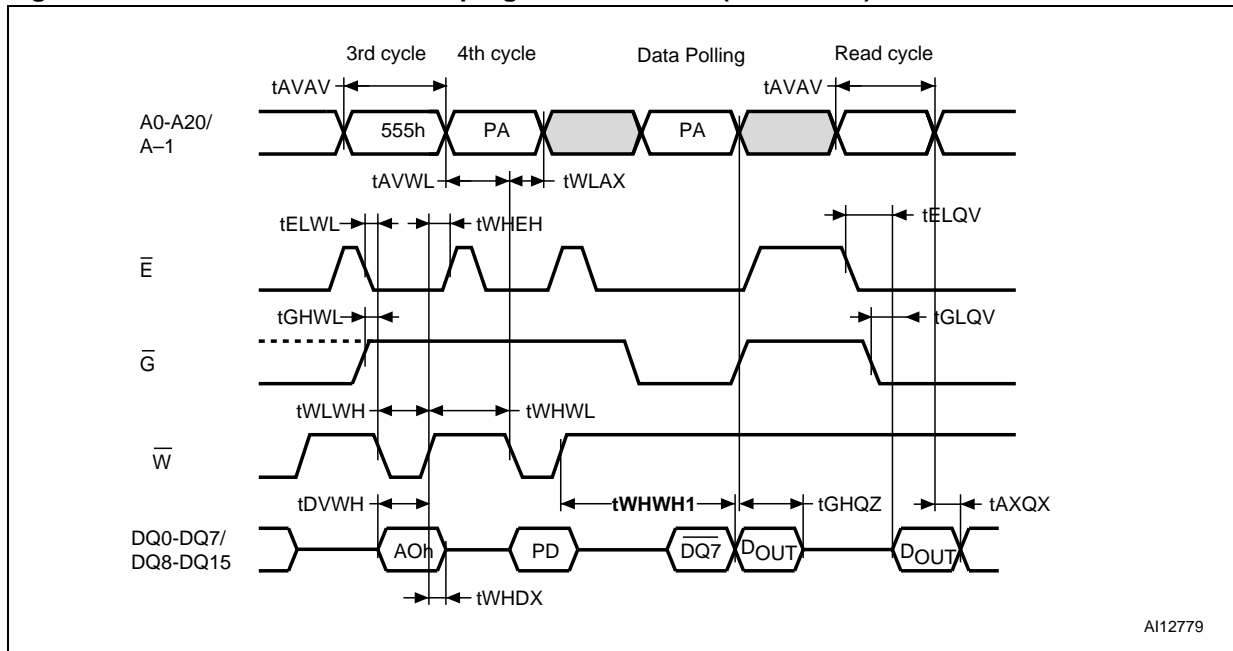 3rd cycle 4th cycle Data Polling Read cycle
tAVAV tAVAV
A0-A20/
A–1
555h PA PA
tAVWL tWLAX
tELWL tWHEH tELQV
E
tGHWL tGLQV
G
tWLWH tWHWL
W
tDVWH tWHWH1 tGHQZ tAXQX
DQ0-DQ7/
DQ8-DQ15
AOh PD DQ7 DOUT DOUT
tWHDX
AI12779